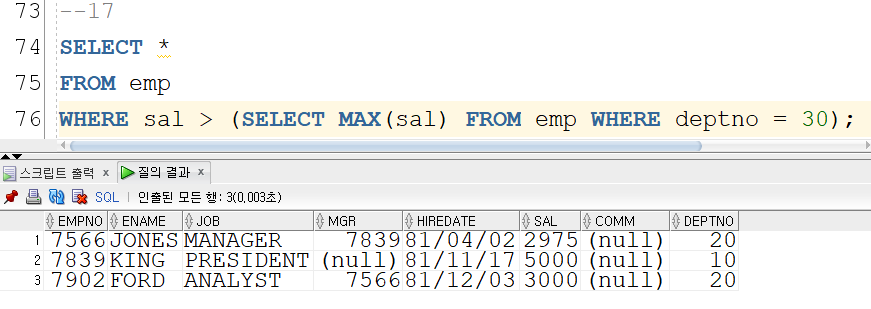 73 --17
74 SELECT *
75 FROM emp
76 WHERE sal > (SELECT MAX(sal) FROM emp WHERE deptno = 30);
스크립트 출력 x 질의 결과 x
SQL | 인출된 모든 행: 3(0,003초)
EMPNO ENAME JOB MGR HIREDATE SAL COMM DEPTNO
1 7566 JONES MANAGER 7839 81/04/02 2975 (null) 20
2 7839 KING PRESIDENT (null) 81/11/17 5000 (null) 10
3 7902 FORD ANALYST 7566 81/12/03 3000 (null) 20